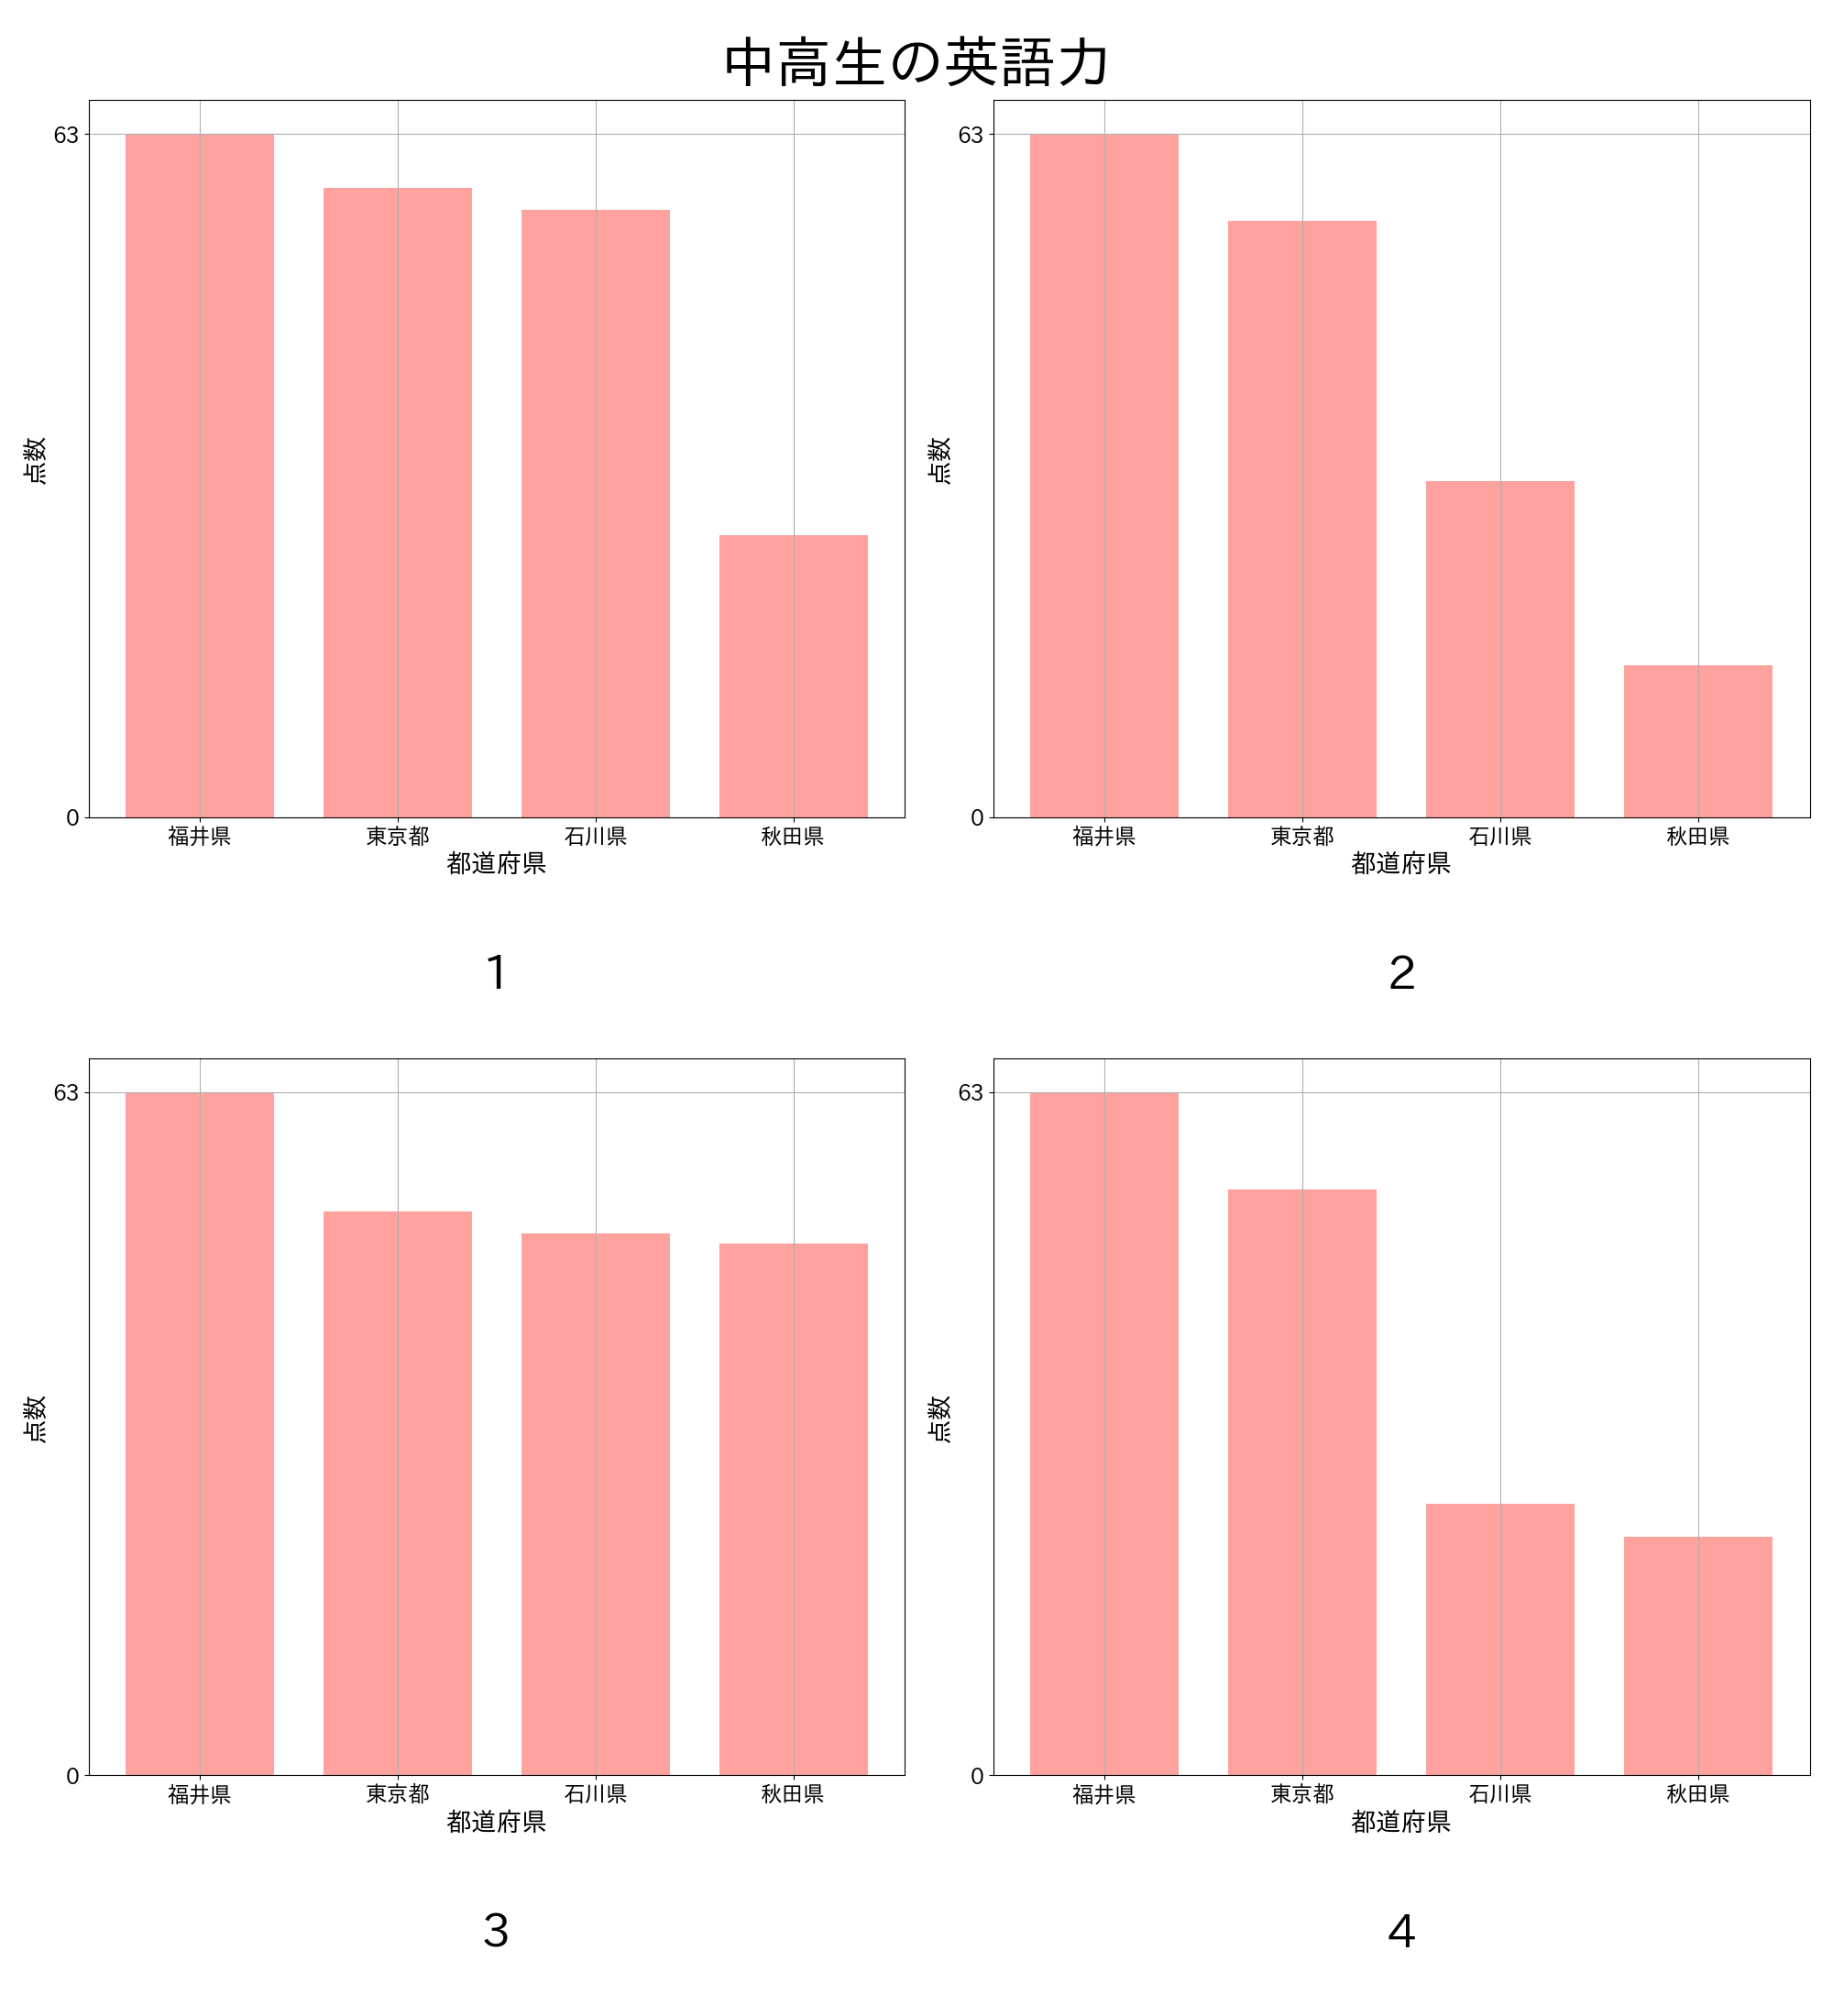 中高生の英語力
63
点数
0
福井県 東京都 石川県 秋田県
都道府県
1
63
点数
0
福井県 東京都 石川県 秋田県
都道府県
2
63
点数
0
福井県 東京都 石川県 秋田県
都道府県
3
63
点数
0
福井県 東京都 石川県 秋田県
都道府県
4